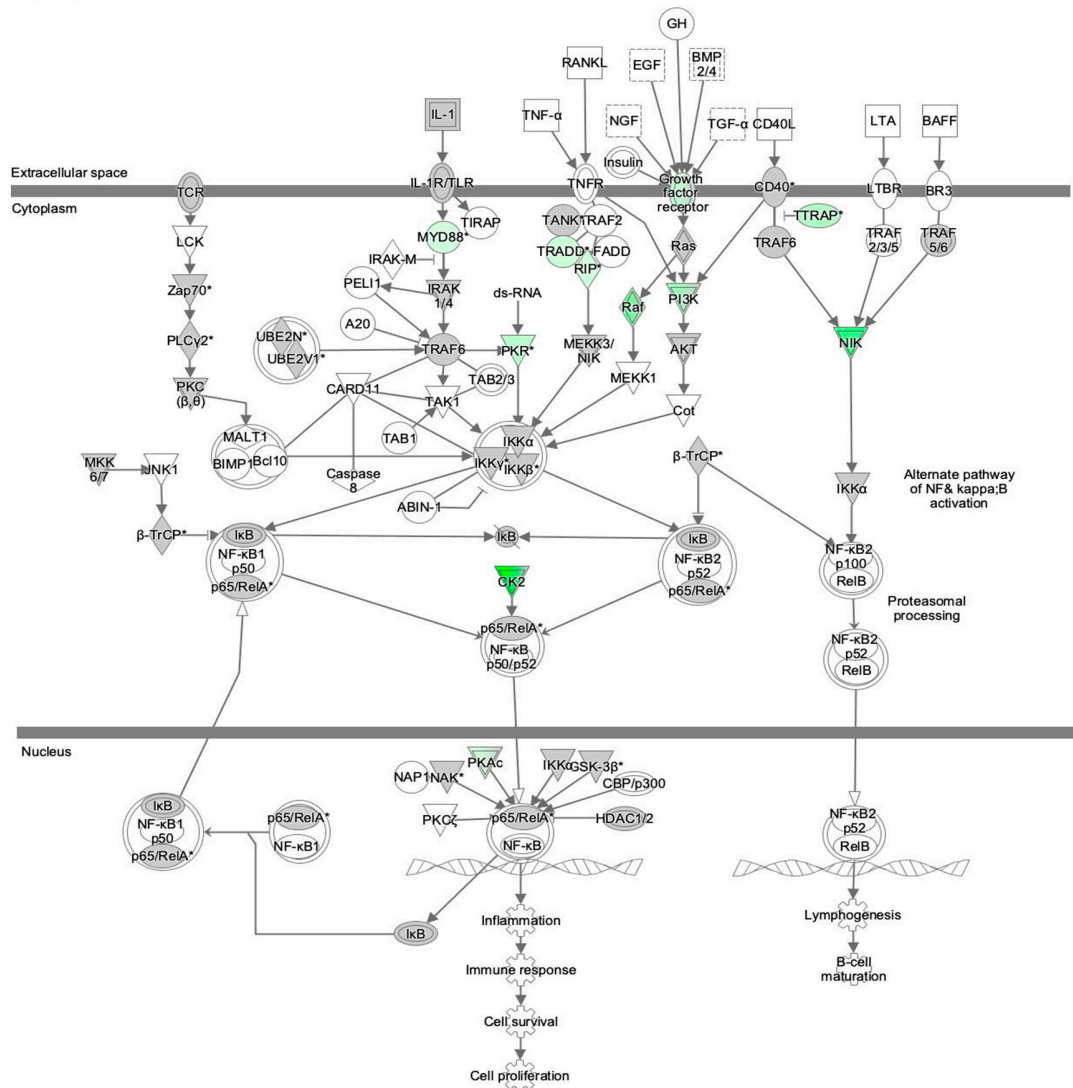 GH
RANKL
EGF
BMP
2/4
IL-1
TNF-α
NGF
TGF-α
CD40L
LTA
BAFF
Insulin
Extracellular space
TCR
IL-1R/TLR
TNFR
Growth
factor
receptor
CD40*
LTBR
BR3
Cytoplasm
LCK
MYD88*
TIRAP
TANK*
TRAF2
TTRAP*
IRAK-M
TRADD*
FADD
RIP*
Ras
TRAF6
TRAF
2/3/5
TRAF
5/6
Zap70*
PELI1
IRAK
1/4
ds-RNA
Raf
PI3K
A20
UBE2N*
UBE2V1*
PLCγ2*
TRAF6
PKR*
MEKK3/
NIK
AKT
NIK
PKC
(β,θ)
CARD11
TAK1
TAB2/3
MEKK1
Cot
TAB1
MALT1
BIMP1
Bcl10
IKKα
IKKγ*
IKKβ*
MKK
6/7
JNK1
Caspase
8
ABIN-1
β-TrCP*
IKKα
Alternate pathway
of NF& kappa;B
activation
β-TrCP*
IκB
NF-κB1
p50
p65/RelA*
IκB
IκB
NF-κB2
p52
p65/RelA*
NF-κB2
p100
RelB
CK2
Proteasomal
processing
p65/RelA*
NF-κB
p50/p52
NF-κB2
p52
RelB
Nucleus
NAP1
NAK*
PKAc
IKKα
GSK-3β*
CBP/p300
PKCζ
p65/RelA*
HDAC1/2
NF-κB
IκB
NF-κB1
p50
p65/RelA*
p65/RelA*
NF-κB1
NF-κB2
p52
RelB
IκB
Inflammation
Lymphogenesis
Immune response
B-cell
maturation
Cell survival
Cell proliferation